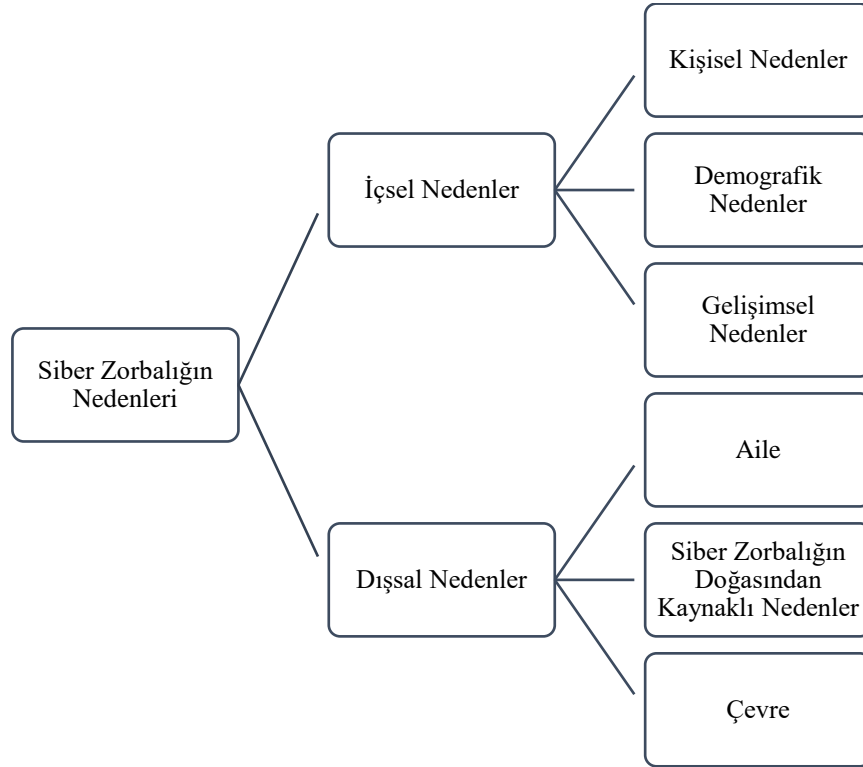 Siber Zorbalığın
Nedenleri
İçsel Nedenler
Kişisel Nedenler
Demografik
Nedenler
Gelişimsel
Nedenler
Dışsal Nedenler
Aile
Siber Zorbalığın
Doğasından
Kaynaklı Nedenler
Çevre